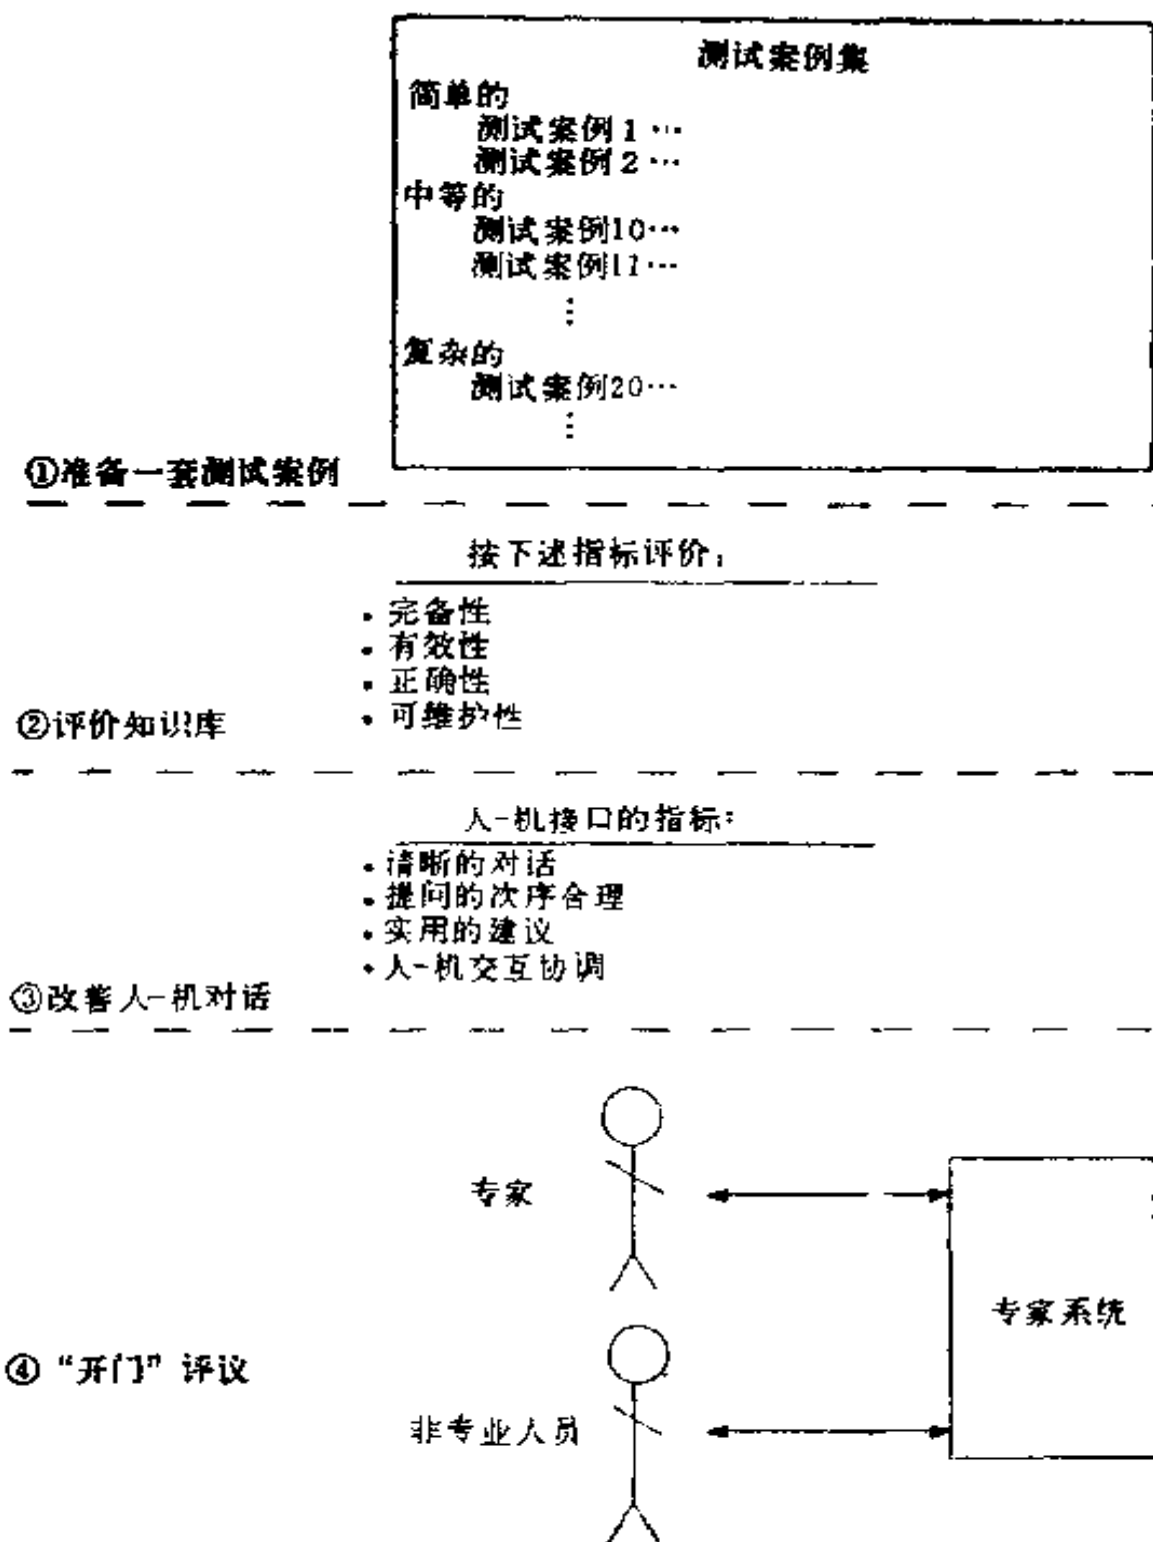 测试案例集
简单的
测试案例1…
测试案例2…
中等的
测试案例10…
测试案例11…
⋮
复杂的
测试案例20…
⋮
①准备一套测试案例
按下述指标评价:
• 完备性
• 有效性
• 正确性
• 可维护性
②评价知识库
人-机接口的指标:
• 清晰的对话
• 提问的次序合理
• 实用的建议
• 人-机交互协调
③改善人-机对话
专家
专家系统
④“开门”评议
非专业人员